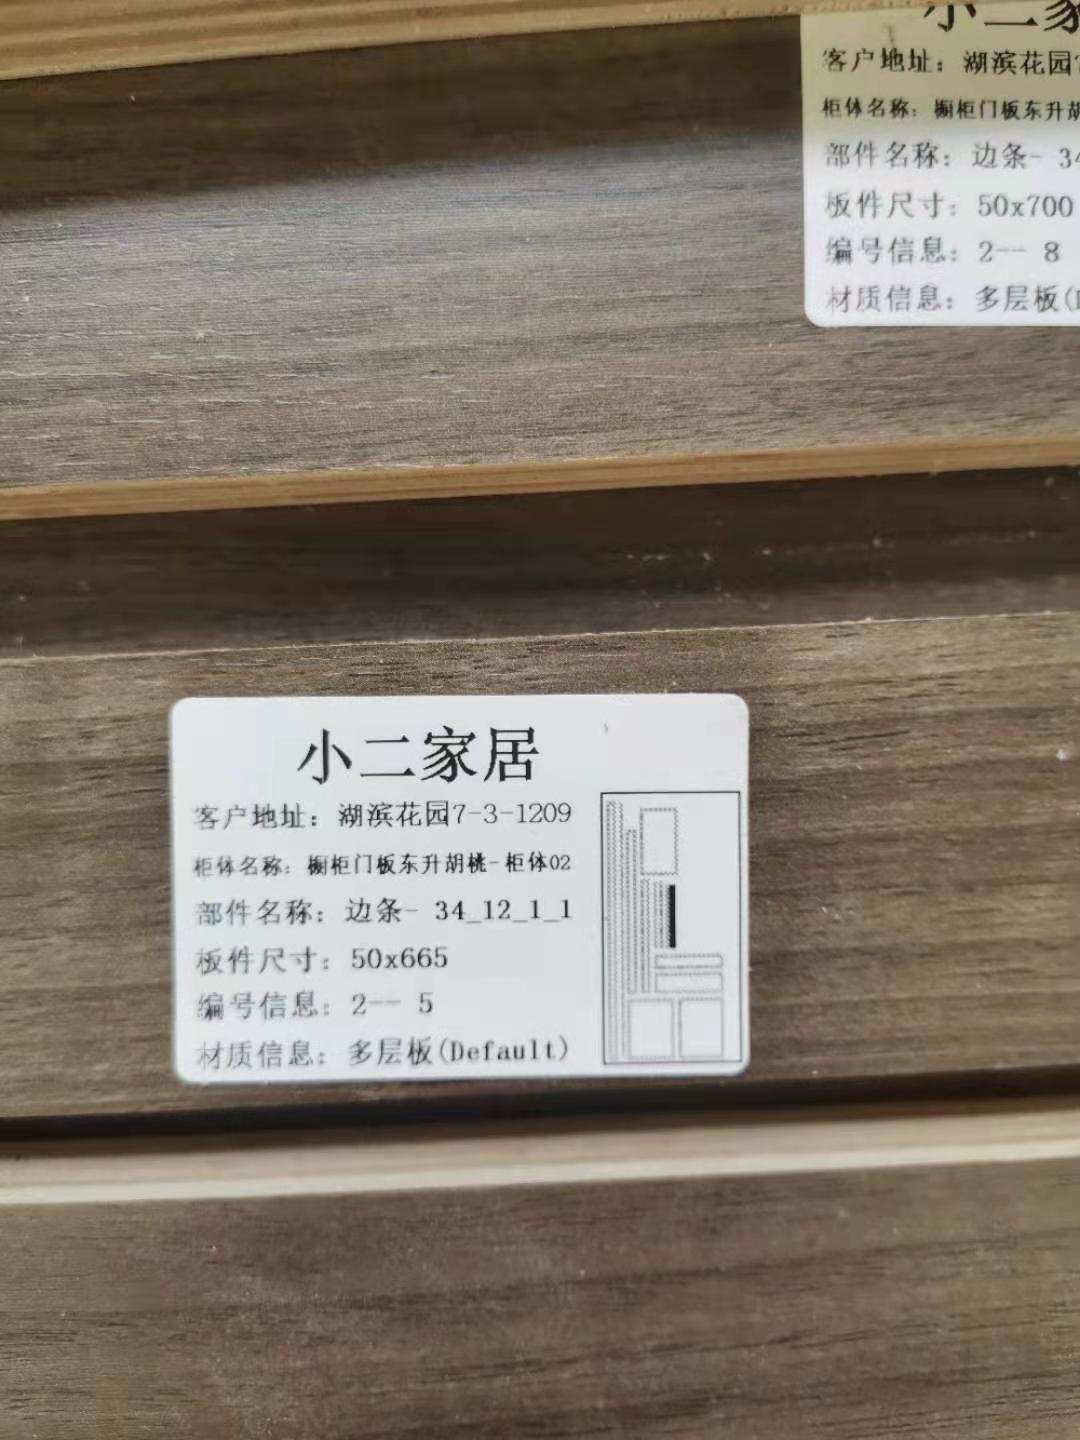 小二家
客户地址：湖滨花园7
柜体名称：橱柜门板东升胡
部件名称：边条- 34
板件尺寸：50x700
编号信息：2-- 8
材质信息：多层板(
小二家居
客户地址：湖滨花园7-3-1209
柜体名称：橱柜门板东升胡桃-柜体02
部件名称：边条- 34_12_1_1
板件尺寸：50x665
编号信息：2-- 5
材质信息：多层板(Default)